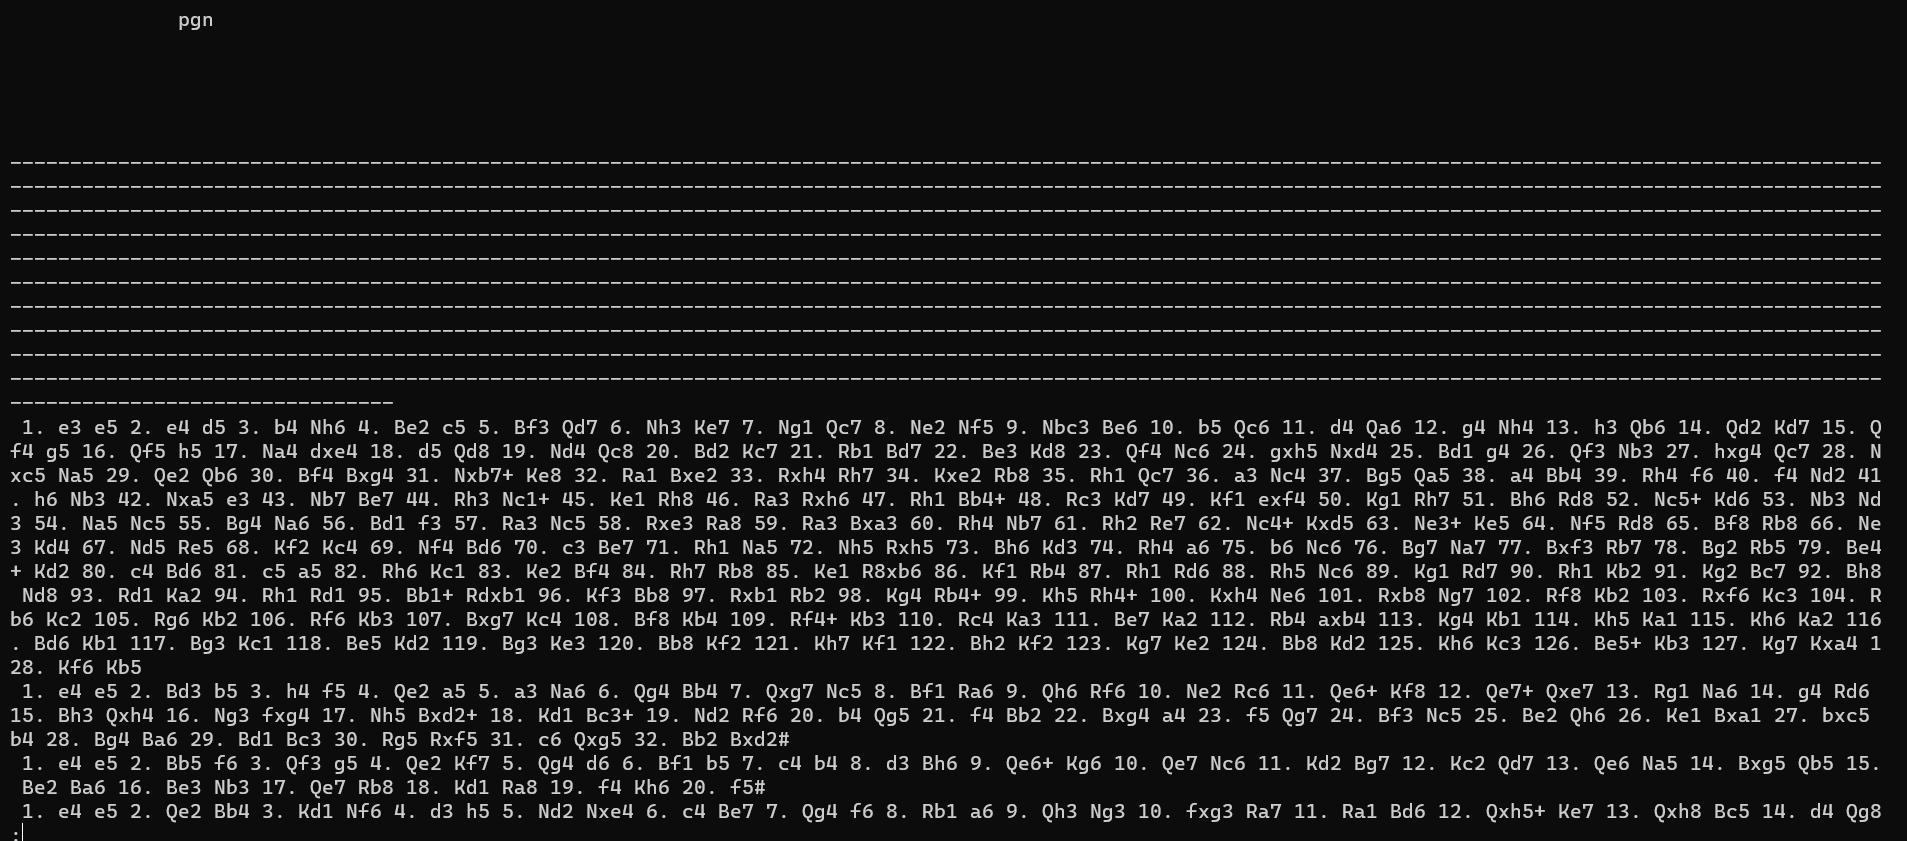 pgn
------------------------------------------------------------------------------------------------------------------------------------------------------------
------------------------------------------------------------------------------------------------------------------------------------------------------------
------------------------------------------------------------------------------------------------------------------------------------------------------------
------------------------------------------------------------------------------------------------------------------------------------------------------------
------------------------------------------------------------------------------------------------------------------------------------------------------------
------------------------------------------------------------------------------------------------------------------------------------------------------------
------------------------------------------------------------------------------------------------------------------------------------------------------------
------------------------------------------------------------------------------------------------------------------------------------------------------------
------------------------------------------------------------------------------------------------------------------------------------------------------------
------------------------------------------------------------------------------------------------------------------------------------------------------------
--------------------------------
1. e3 e5 2. e4 d5 3. b4 Nh6 4. Be2 c5 5. Bf3 Qd7 6. Nh3 Ke7 7. Ng1 Qc7 8. Ne2 Nf5 9. Nbc3 Be6 10. b5 Qc6 11. d4 Qa6 12. g4 Nh4 13. h3 Qb6 14. Qd2 Kd7 15. Q
f4 g5 16. Qf5 h5 17. Na4 dxe4 18. d5 Qd8 19. Nd4 Qc8 20. Bd2 Kc7 21. Rb1 Bd7 22. Be3 Kd8 23. Qf4 Nc6 24. gxh5 Nxd4 25. Bd1 g4 26. Qf3 Nb3 27. hxg4 Qc7 28. N
xc5 Na5 29. Qe2 Qb6 30. Bf4 Bxg4 31. Nxb7+ Ke8 32. Ra1 Bxe2 33. Rxh4 Rh7 34. Kxe2 Rb8 35. Rh1 Qc7 36. a3 Nc4 37. Bg5 Qa5 38. a4 Bb4 39. Rh4 f6 40. f4 Nd2 41
. h6 Nb3 42. Nxa5 e3 43. Nb7 Be7 44. Rh3 Nc1+ 45. Ke1 Rh8 46. Ra3 Rxh6 47. Rh1 Bb4+ 48. Rc3 Kd7 49. Kf1 exf4 50. Kg1 Rh7 51. Bh6 Rd8 52. Nc5+ Kd6 53. Nb3 Nd
3 54. Na5 Nc5 55. Bg4 Na6 56. Bd1 f3 57. Ra3 Nc5 58. Rxe3 Ra8 59. Ra3 Bxa3 60. Rh4 Nb7 61. Rh2 Re7 62. Nc4+ Kxd5 63. Ne3+ Ke5 64. Nf5 Rd8 65. Bf8 Rb8 66. Ne
3 Kd4 67. Nd5 Re5 68. Kf2 Kc4 69. Nf4 Bd6 70. c3 Be7 71. Rh1 Na5 72. Nh5 Rxh5 73. Bh6 Kd3 74. Rh4 a6 75. b6 Nc6 76. Bg7 Na7 77. Bxf3 Rb7 78. Bg2 Rb5 79. Be4
+ Kd2 80. c4 Bd6 81. c5 a5 82. Rh6 Kc1 83. Ke2 Bf4 84. Rh7 Rb8 85. Ke1 R8xb6 86. Kf1 Rb4 87. Rh1 Rd6 88. Rh5 Nc6 89. Kg1 Rd7 90. Rh1 Kb2 91. Kg2 Bc7 92. Bh8
Nd8 93. Rd1 Ka2 94. Rh1 Rd1 95. Bb1+ Rdxb1 96. Kf3 Bb8 97. Rxb1 Rb2 98. Kg4 Rb4+ 99. Kh5 Rh4+ 100. Kxh4 Ne6 101. Rxb8 Ng7 102. Rf8 Kb2 103. Rxf6 Kc3 104. R
b6 Kc2 105. Rg6 Kb2 106. Rf6 Kb3 107. Bxg7 Kc4 108. Bf8 Kb4 109. Rf4+ Kb3 110. Rc4 Ka3 111. Be7 Ka2 112. Rb4 axb4 113. Kg4 Kb1 114. Kh5 Ka1 115. Kh6 Ka2 116
. Bd6 Kb1 117. Bg3 Kc1 118. Be5 Kd2 119. Bg3 Ke3 120. Bb8 Kf2 121. Kh7 Kf1 122. Bh2 Kf2 123. Kg7 Ke2 124. Bb8 Kd2 125. Kh6 Kc3 126. Be5+ Kb3 127. Kg7 Kxa4 1
28. Kf6 Kb5
1. e4 e5 2. Bd3 b5 3. h4 f5 4. Qe2 a5 5. a3 Na6 6. Qg4 Bb4 7. Qxg7 Nc5 8. Bf1 Ra6 9. Qh6 Rf6 10. Ne2 Rc6 11. Qe6+ Kf8 12. Qe7+ Qxe7 13. Rg1 Na6 14. g4 Rd6
15. Bh3 Qxh4 16. Ng3 fxg4 17. Nh5 Bxd2+ 18. Kd1 Bc3+ 19. Nd2 Rf6 20. b4 Qg5 21. f4 Bb2 22. Bxg4 a4 23. f5 Qg7 24. Bf3 Nc5 25. Be2 Qh6 26. Ke1 Bxa1 27. bxc5
b4 28. Bg4 Ba6 29. Bd1 Bc3 30. Rg5 Rxf5 31. c6 Qxg5 32. Bb2 Bxd2#
1. e4 e5 2. Bb5 f6 3. Qf3 g5 4. Qe2 Kf7 5. Qg4 d6 6. Bf1 b5 7. c4 b4 8. d3 Bh6 9. Qe6+ Kg6 10. Qe7 Nc6 11. Kd2 Bg7 12. Kc2 Qd7 13. Qe6 Na5 14. Bxg5 Qb5 15.
Be2 Ba6 16. Be3 Nb3 17. Qe7 Rb8 18. Kd1 Ra8 19. f4 Kh6 20. f5#
1. e4 e5 2. Qe2 Bb4 3. Kd1 Nf6 4. d3 h5 5. Nd2 Nxe4 6. c4 Be7 7. Qg4 f6 8. Rb1 a6 9. Qh3 Ng3 10. fxg3 Ra7 11. Ra1 Bd6 12. Qxh5+ Ke7 13. Qxh8 Bc5 14. d4 Qg8
: